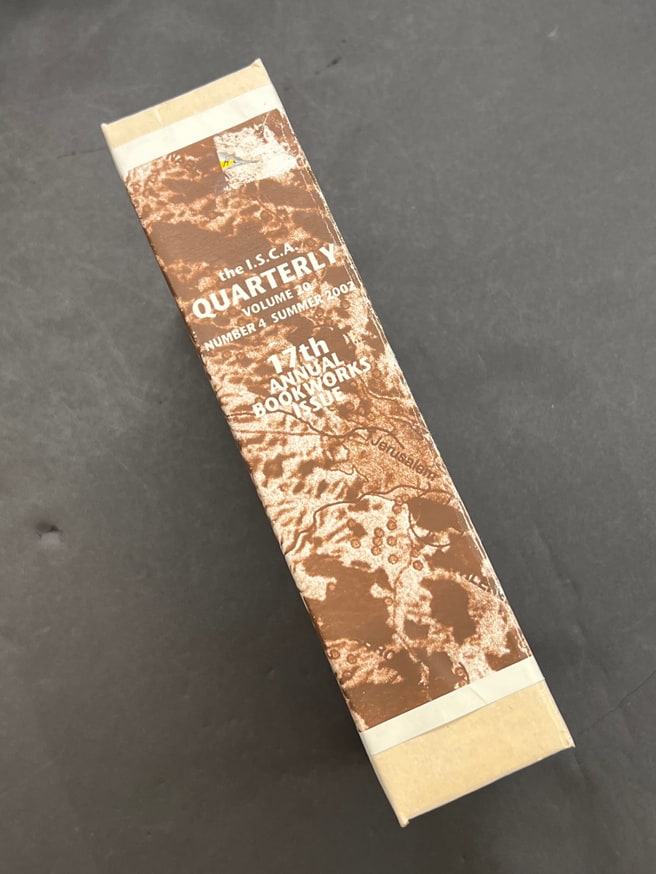 the I.S.C.A.
QUARTERLY
VOLUME 20
NUMBER 4 SUMMER 2002
17th
ANNUAL
BOOKWORKS
ISSUE
Jerusalem